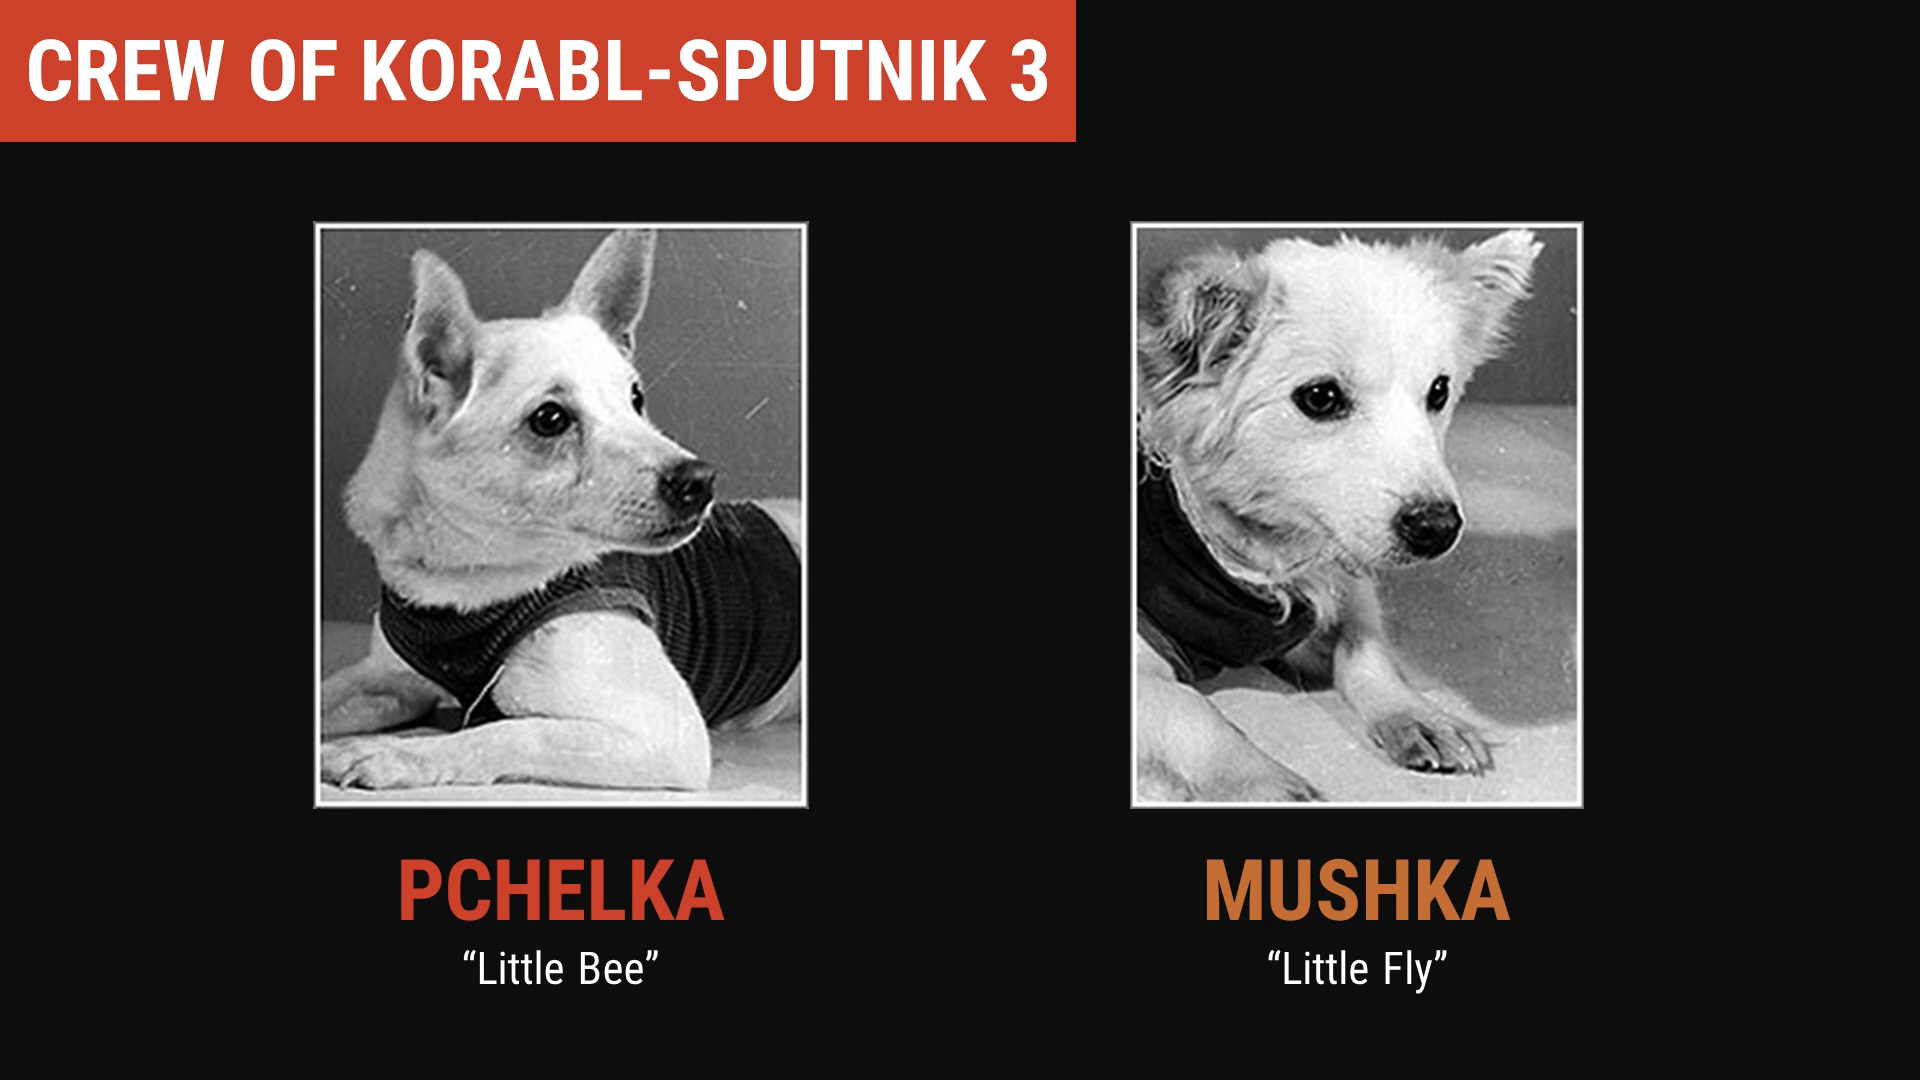 CREW OF KORABL-SPUTNIK 3
PCHELKA
“Little Bee”
MUSHKA
“Little Fly”